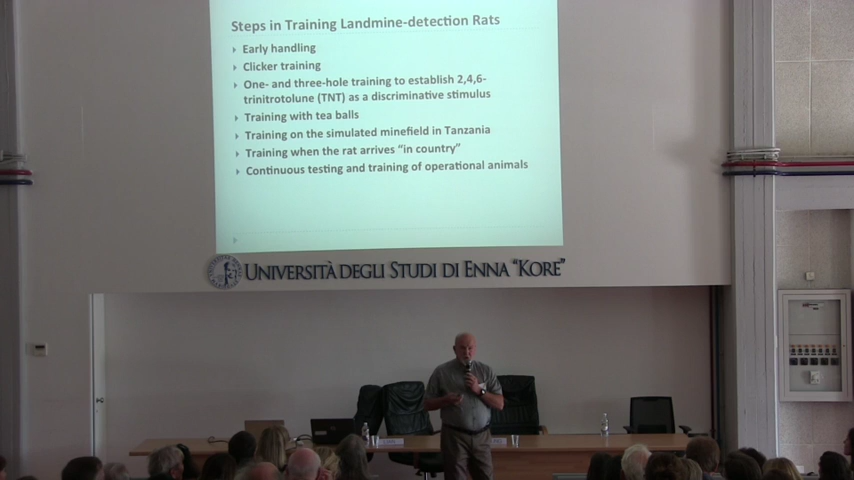 Steps in Training Landmine-detection Rats
Early handling
Clicker training
One- and three-hole training to establish 2,4,6-
trinitrotolune (TNT) as a discriminative stimulus
Training with tea balls
Training on the simulated minefield in Tanzania
Training when the rat arrives “in country”
Continuous testing and training of operational animals
UNIVERSITÀ DEGLI STUDI DI ENNA “KORE”